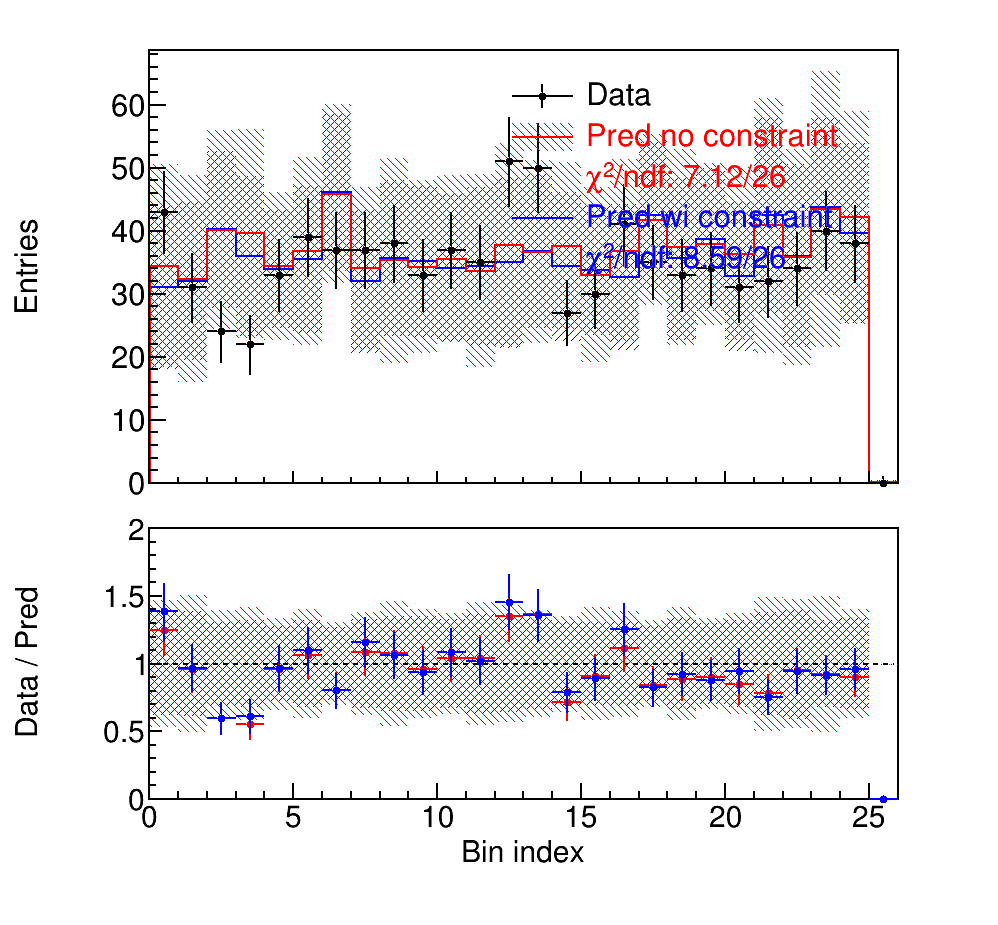 Entries
60
50
40
30
20
10
0
Data
Pred no constraint
χ²/ndf: 7.12/26
Pred wi constraint
χ²/ndf: 8.59/26
Data / Pred
2
1.5
1
0.5
0
0 5 10 15 20 25
Bin index